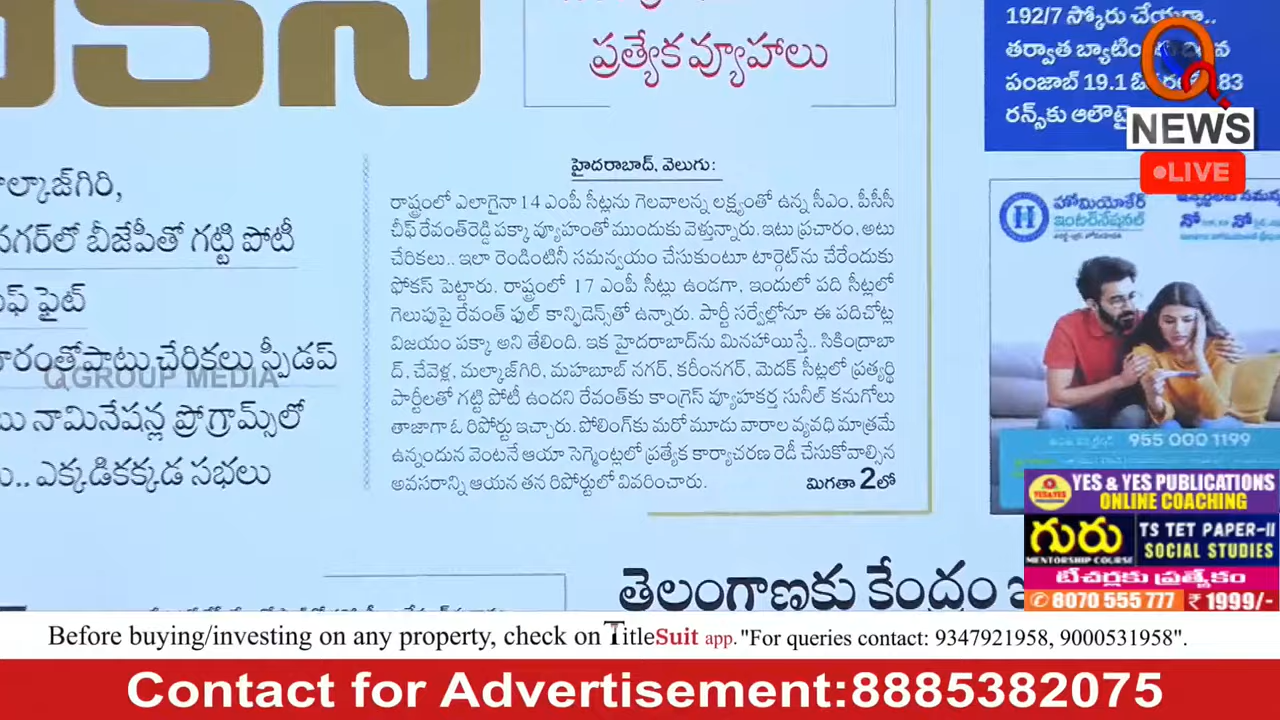 ప్రత్యేక వ్యూహాలు
192/7 స్కోరు చేయగా..
పంజాబ్ 19.1
రన్స్‌కు
NEWS
LIVE
హైదరాబాద్, వెలుగు:
రాష్ట్రంలో ఎలాగైనా 14 ఎంపీ సీట్లను గెలవాలన్న లక్ష్యంతో ఉన్న సీఎం, పీసీసీ
చీఫ్ రేవంత్‌రెడ్డి పక్కా వ్యూహంతో ముందుకు వెళ్తున్నారు. ఇటు ప్రచారం, అటు
చేరికలు.. ఇలా రెండింటినీ సమన్వయం చేసుకుంటూ టార్గెట్‌ను చేరేందుకు
ఫోకస్ పెట్టారు. రాష్ట్రంలో 17 ఎంపీ సీట్లు ఉండగా, ఇందులో పది సీట్లలో
గెలుపుపై రేవంత్ ఫుల్ కాన్ఫిడెన్స్‌తో ఉన్నారు. పార్టీ సర్వేల్లోనూ ఈ పదిచోట్ల
విజయం పక్కా అని తేలింది. ఇక హైదరాబాద్‌ను మినహాయిస్తే.. సికింద్రాబా
ద్, చేవెళ్ల, మల్కాజ్‌గిరి, మహబూబ్ నగర్, కరీంనగర్, మెదక్ సీట్లలో ప్రత్యర్థి
పార్టీలతో గట్టి పోటీ ఉందని రేవంత్‌కు కాంగ్రెస్ వ్యూహకర్త సునీల్ కనుగోలు
తాజాగా ఓ రిపోర్టు ఇచ్చారు. పోలింగ్‌కు మరో మూడు వారాల వ్యవధి మాత్రమే
ఉన్నందున వెంటనే ఆయా సెగ్మెంట్లలో ప్రత్యేక కార్యాచరణ రెడీ చేసుకోవాల్సిన
అవసరాన్ని ఆయన తన రిపోర్టులో వివరించారు. మిగతా 2లో
ల్కాజ్‌గిరి,
నగర్‌లో బీజేపీతో గట్టి పోటీ
ఫ్ ఫైట్
ారంతోపాటు చేరికలు స్పీడప్
GROUP MEDIA
నామినేషన్ల ప్రోగ్రామ్స్‌లో
.. ఎక్కడికక్కడ సభలు
హోమియోకేర్
ఇంటర్నేషనల్
955 000 1199
తెలంగాణకు కేంద్రం
YES & YES PUBLICATIONS
ONLINE COACHING
గురు
MENTORSHIP COURSE
TS TET PAPER-II
SOCIAL STUDIES
టీచర్లకు ప్రత్యేకం
8070 555 777 ₹ 1999/-
Before buying/investing on any property, check on TitleSuit app. "For queries contact: 9347921958, 9000531958".
Contact for Advertisement:8885382075